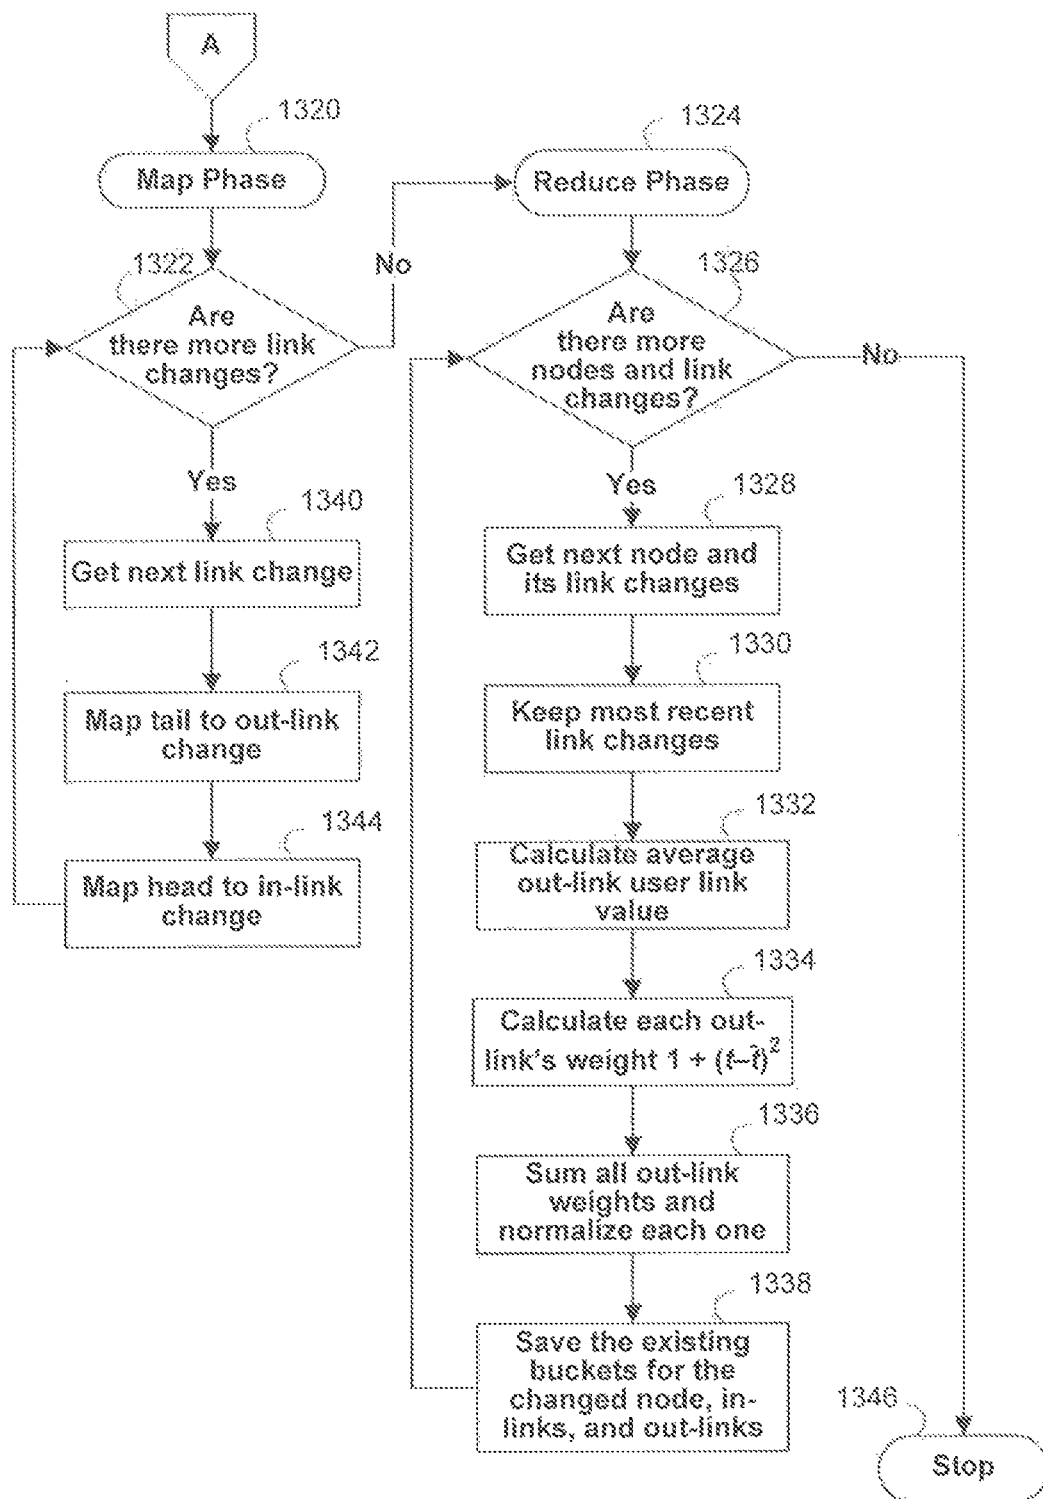 A
1320
Map Phase
1322
Are
there more link
changes?
No
Yes
1340
Get next link change
1342
Map tail to out-link
change
1344
Map head to in-link
change
1324
Reduce Phase
1326
Are
there more
nodes and link
changes?
No
Yes
1328
Get next node and
its link changes
1330
Keep most recent
link changes
1332
Calculate average
out-link user link
value
1334
Calculate each out-
link's weight 1 + (t–t̄)²
1336
Sum all out-link
weights and
normalize each one
1338
Save the existing
buckets for the
changed node, in-
links, and out-links
1346
Stop